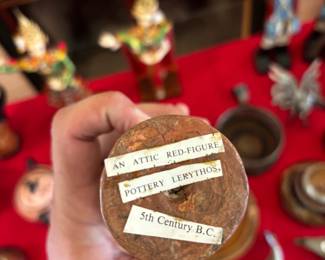 AN ATTIC RED-FIGURE
POTTERY LERYTHOS,
5th Century B.C.